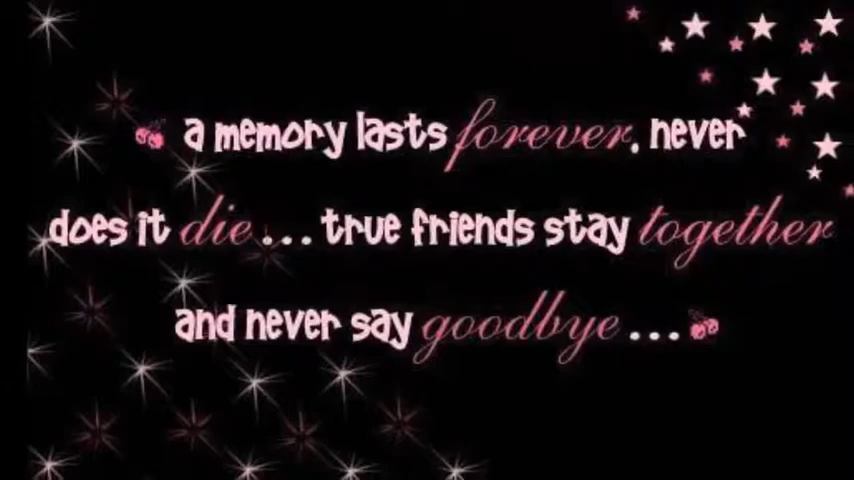 a memory lasts forever, never
does it die... true friends stay together
and never say goodbye...